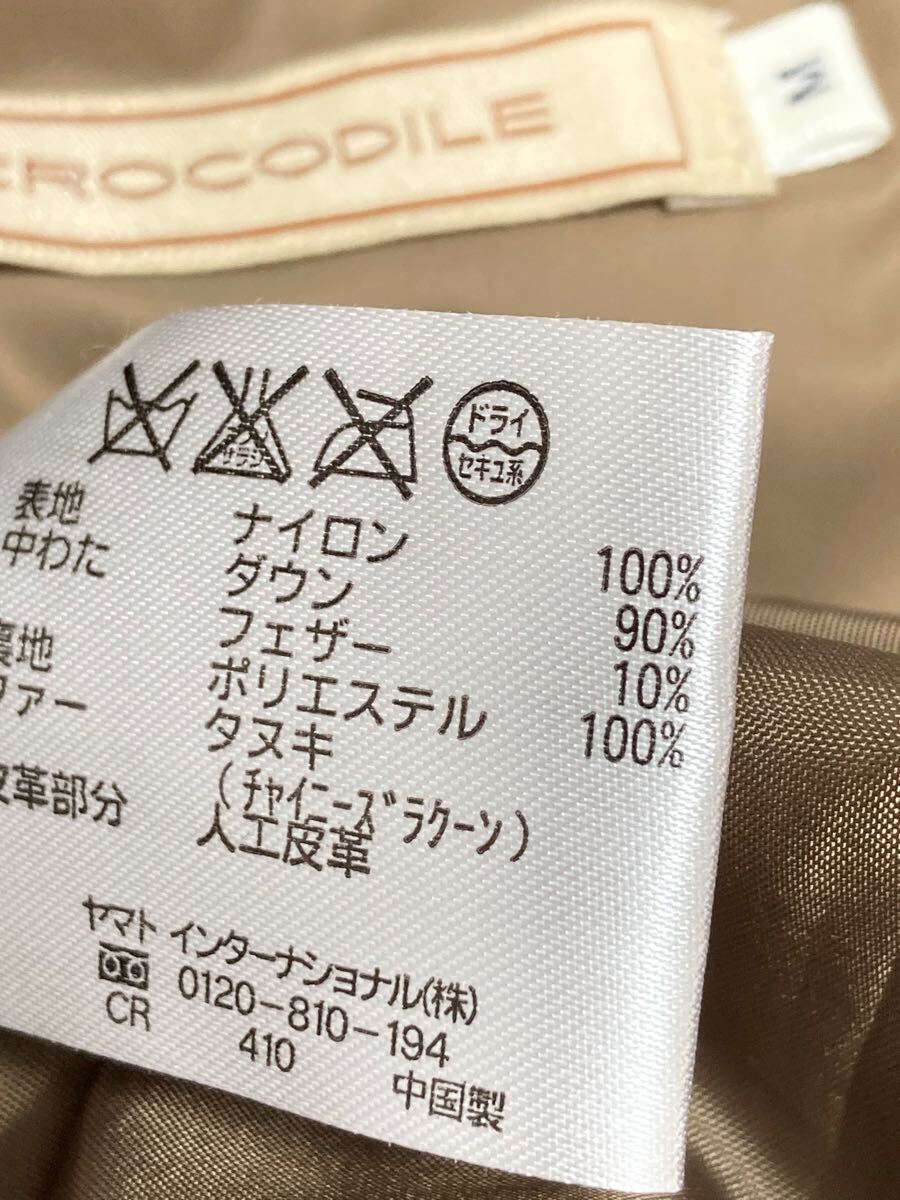 CROCODILE
M
サラシ
ドライ
セキユ系
表地 ナイロン 100%
中わた ダウン 90%
フェザー 10%
裏地 ポリエステル 100%
ファー タヌキ
(ﾁｬｲﾆｰｽﾞラクーン)
皮革部分 人工皮革
ヤマト インターナショナル(株)
0120-810-194
CR 410
中国製